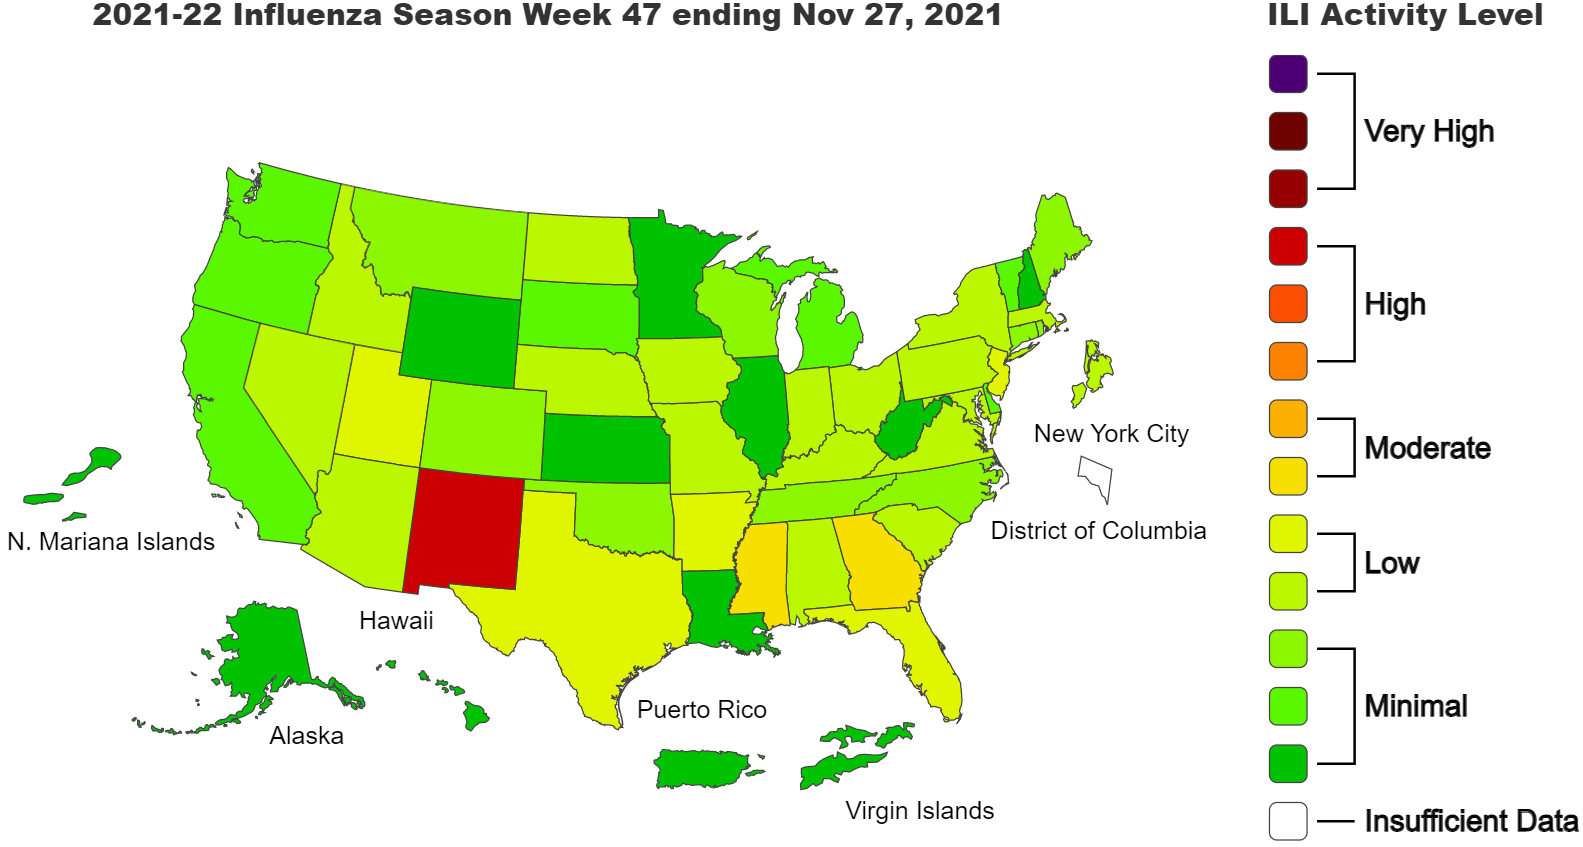 2021-22 Influenza Season Week 47 ending Nov 27, 2021
ILI Activity Level
Very High
High
Moderate
Low
Minimal
Insufficient Data
New York City
District of Columbia
N. Mariana Islands
Hawaii
Alaska
Puerto Rico
Virgin Islands